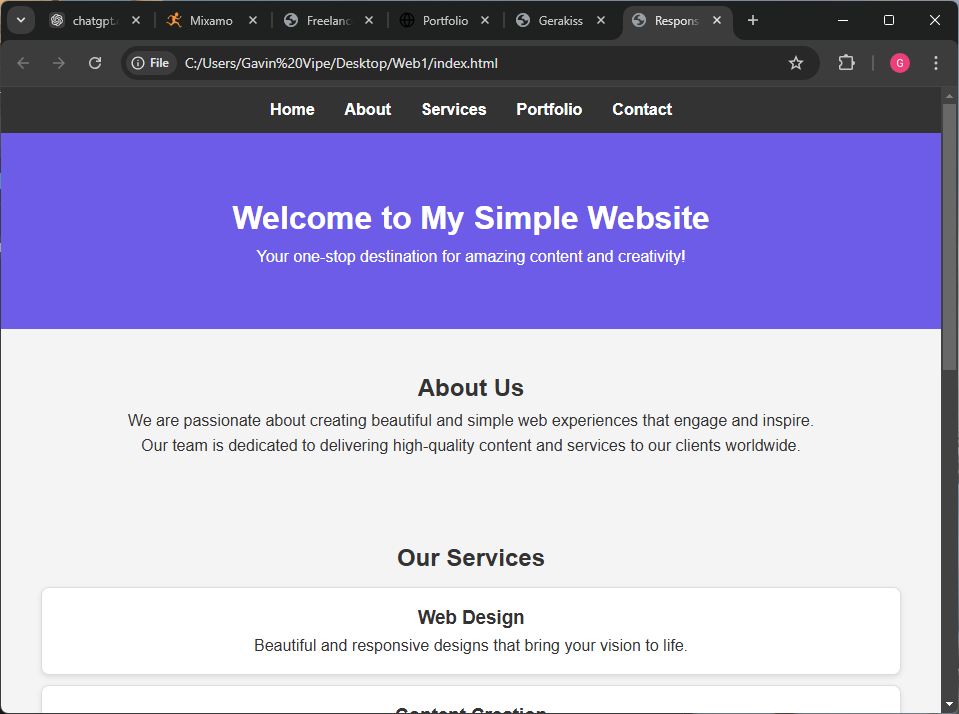 chatgpt.c
Mixamo
Freelanc
Portfolio
Gerakiss
Respons
File
C:/Users/Gavin%20Vipe/Desktop/Web1/index.html
G
Home About Services Portfolio Contact
Welcome to My Simple Website
Your one-stop destination for amazing content and creativity!
About Us
We are passionate about creating beautiful and simple web experiences that engage and inspire.
Our team is dedicated to delivering high-quality content and services to our clients worldwide.
Our Services
Web Design
Beautiful and responsive designs that bring your vision to life.
Content Creation